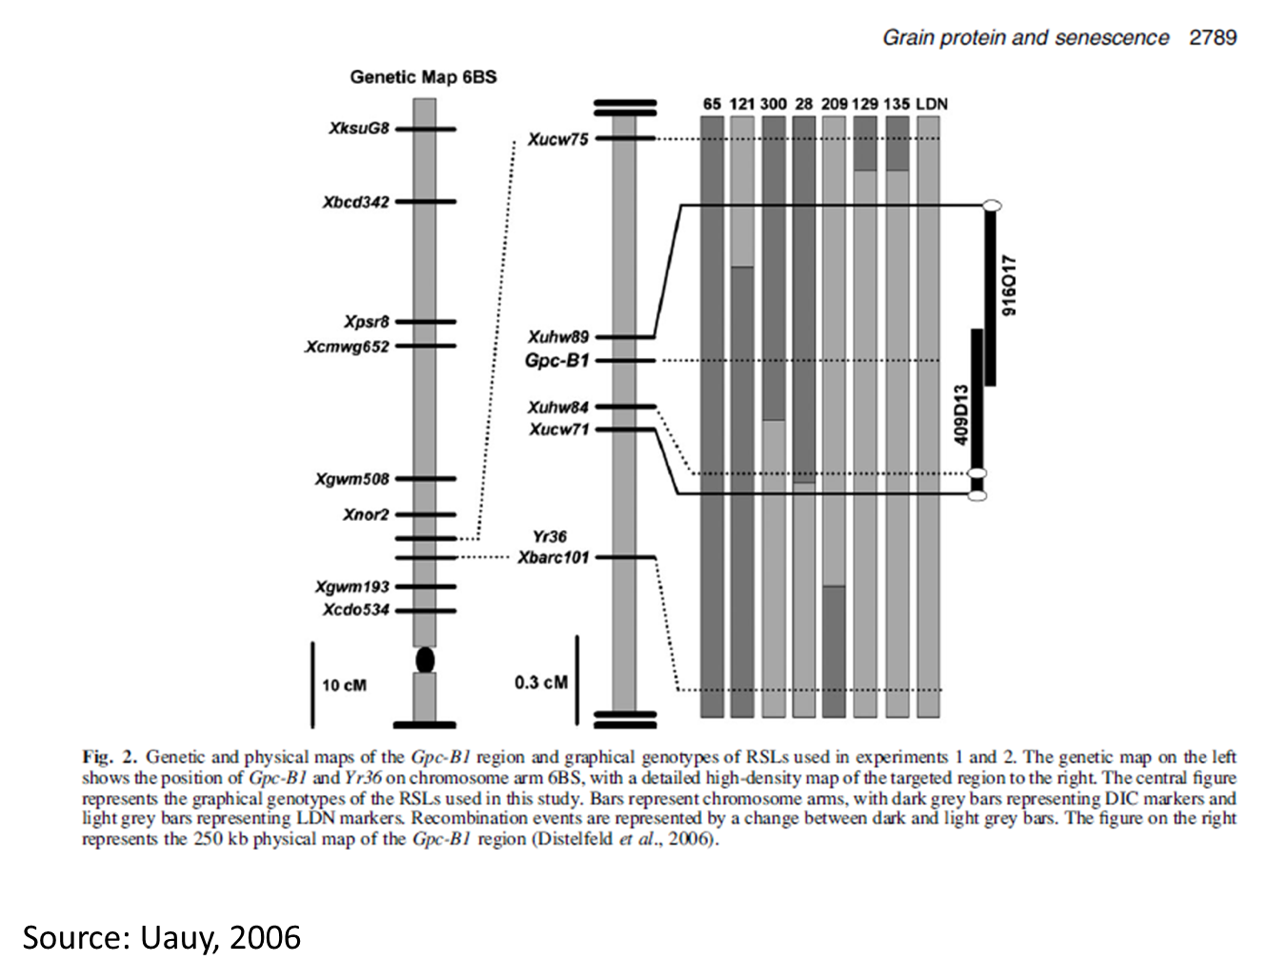 Grain protein and senescence 2789
Genetic Map 6BS
XksuG8
Xbcd342
Xpsr8
Xcmwg652
Xgwm508
Xnor2
Xgwm193
Xcdo534
10 cM
Xucw75
Xuhw89
Gpc-B1
Xuhw84
Xucw71
Yr36
Xbarc101
0.3 cM
65 121 300 28 209 129 135 LDN
916O17
409D13
Fig. 2. Genetic and physical maps of the Gpc-B1 region and graphical genotypes of RSLs used in experiments 1 and 2. The genetic map on the left
shows the position of Gpc-B1 and Yr36 on chromosome arm 6BS, with a detailed high-density map of the targeted region to the right. The central figure
represents the graphical genotypes of the RSLs used in this study. Bars represent chromosome arms, with dark grey bars representing DIC markers and
light grey bars representing LDN markers. Recombination events are represented by a change between dark and light grey bars. The figure on the right
represents the 250 kb physical map of the Gpc-B1 region (Distelfeld et al., 2006).
Source: Uauy, 2006